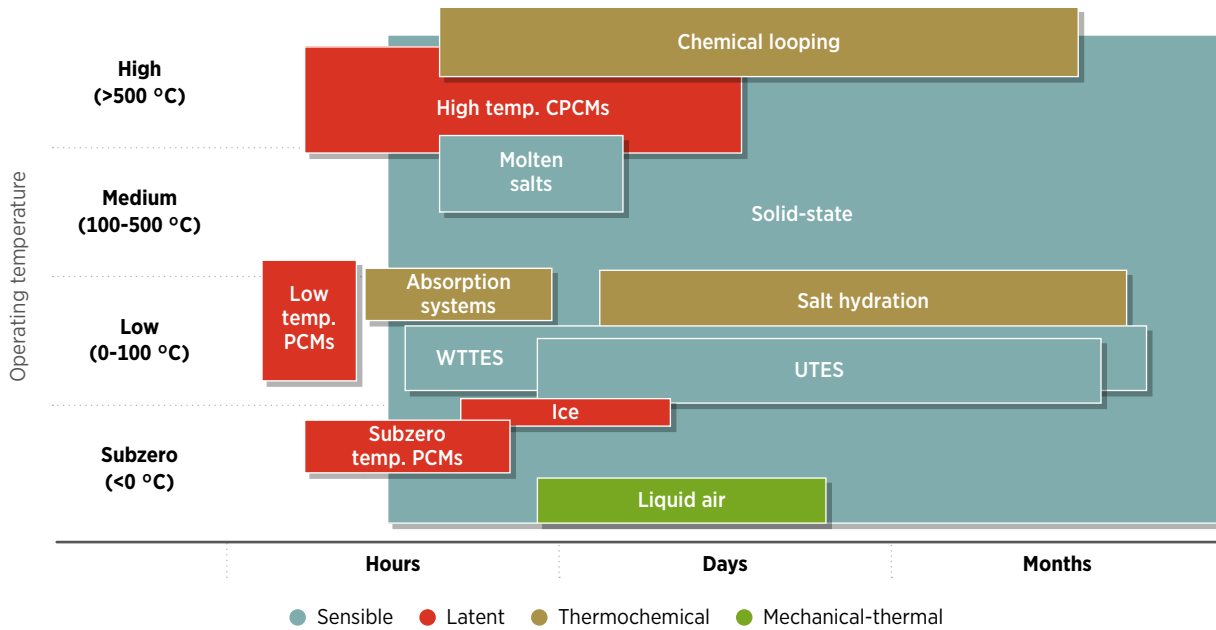 Operating temperature
High
(>500 °C)
Medium
(100-500 °C)
Low
(0-100 °C)
Subzero
(<0 °C)
Chemical looping
High temp. CPCMs
Molten
salts
Solid-state
Low
temp.
PCMs
Absorption
systems
Salt hydration
WTTES
UTES
Ice
Subzero
temp. PCMs
Liquid air
Hours
Days
Months
Sensible
Latent
Thermochemical
Mechanical-thermal